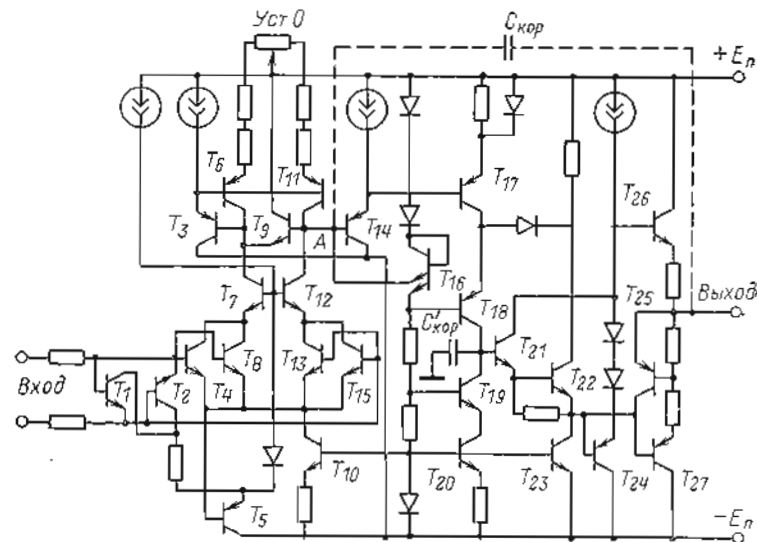 Уст 0
Cкор
+Eп
T6
T11
T17
T3
T9
A
T14
T26
T16
T7
T12
T18
T25
Выход
C'кор
T21
T8
T13
T22
Вход
T1
T2
T4
T15
T19
T10
T20
T23
T24
T27
T5
−Eп